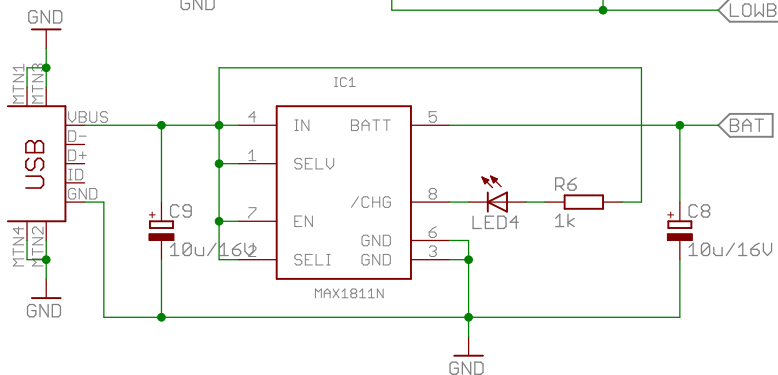 GND
GND
LOWB
MTN1
MTN3
IC1
VBUS
4
IN
BATT
5
BAT
D-
D+
1
SELV
USB
ID
GND
/CHG
8
LED4
R6
1k
C9
10u/16V
7
EN
C8
10u/16V
GND
6
MTN4
MTN2
2
SELI
GND
3
MAX1811N
GND
GND